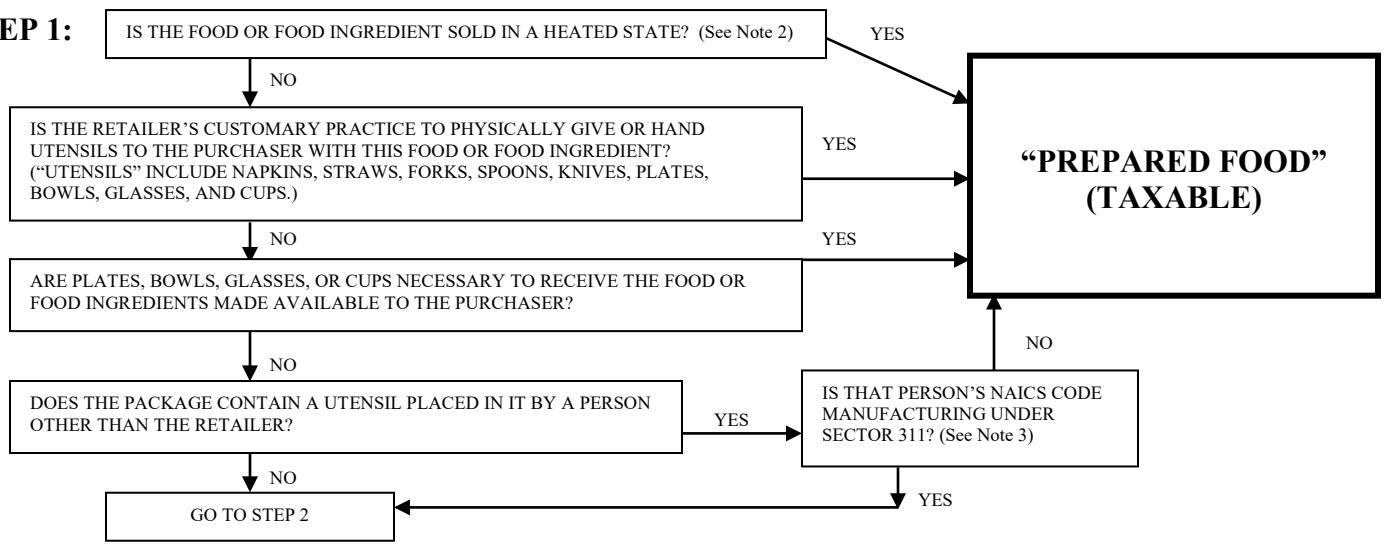 EP 1:
IS THE FOOD OR FOOD INGREDIENT SOLD IN A HEATED STATE? (See Note 2)
YES
NO
IS THE RETAILER’S CUSTOMARY PRACTICE TO PHYSICALLY GIVE OR HAND
UTENSILS TO THE PURCHASER WITH THIS FOOD OR FOOD INGREDIENT?
(“UTENSILS” INCLUDE NAPKINS, STRAWS, FORKS, SPOONS, KNIVES, PLATES,
BOWLS, GLASSES, AND CUPS.)
YES
“PREPARED FOOD”
(TAXABLE)
NO
YES
ARE PLATES, BOWLS, GLASSES, OR CUPS NECESSARY TO RECEIVE THE FOOD OR
FOOD INGREDIENTS MADE AVAILABLE TO THE PURCHASER?
NO
NO
DOES THE PACKAGE CONTAIN A UTENSIL PLACED IN IT BY A PERSON
OTHER THAN THE RETAILER?
YES
IS THAT PERSON’S NAICS CODE
MANUFACTURING UNDER
SECTOR 311? (See Note 3)
NO
YES
GO TO STEP 2